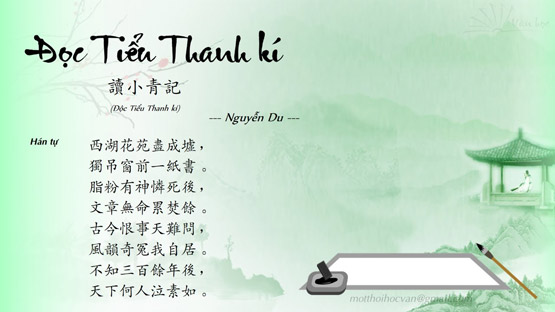 Đọc Tiểu Thanh kí
讀小青記
(Độc Tiểu Thanh kí)
--- Nguyễn Du ---
Hán tự
西湖花苑盡成墟，
獨吊窗前一紙書。
脂粉有神憐死後，
文章無命累焚餘。
古今恨事天難問，
風韻奇冤我自居。
不知三百餘年後，
天下何人泣素如。
motthoihocvan@gmail.com